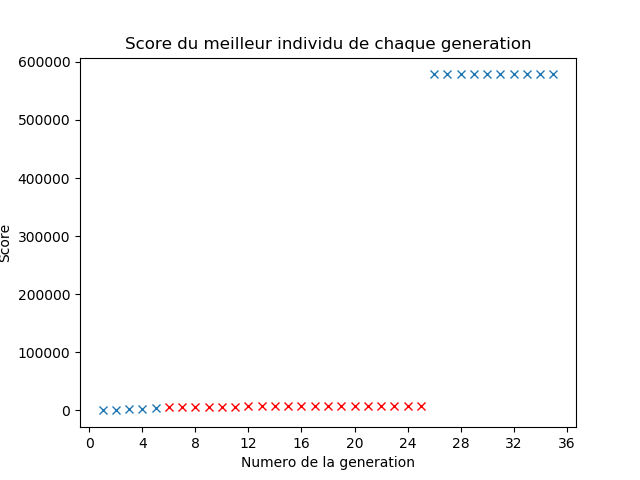 Score du meilleur individu de chaque generation
600000
500000
400000
300000
200000
100000
0
Score
0 4 8 12 16 20 24 28 32 36
Numero de la generation